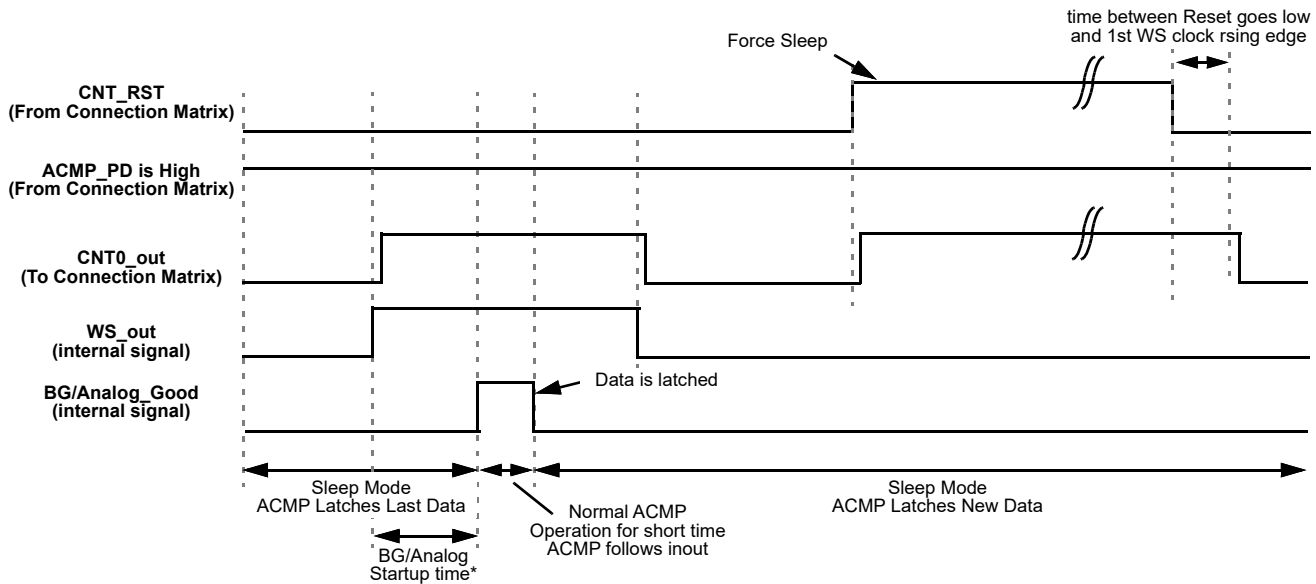 time between Reset goes low
and 1st WS clock rsing edge
Force Sleep
CNT_RST
(From Connection Matrix)
ACMP_PD is High
(From Connection Matrix)
CNT0_out
(To Connection Matrix)
WS_out
(internal signal)
BG/Analog_Good
(internal signal)
Data is latched
Sleep Mode
ACMP Latches Last Data
Normal ACMP
Operation for short time
ACMP follows inout
Sleep Mode
ACMP Latches New Data
BG/Analog
Startup time*